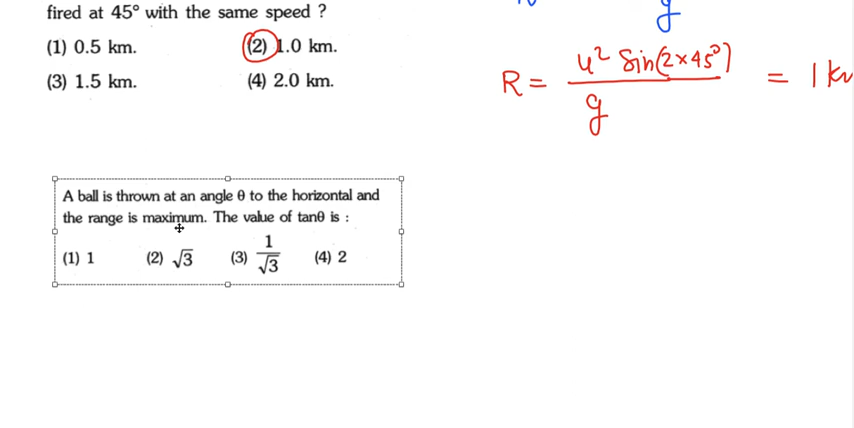 fired at 45° with the same speed ?
(1) 0.5 km. (2) 1.0 km.
(3) 1.5 km. (4) 2.0 km.
g
R = u² Sin(2×45°) / g = 1 km
A ball is thrown at an angle θ to the horizontal and
the range is maximum. The value of tanθ is :
(1) 1 (2) √3 (3) 1/√3 (4) 2